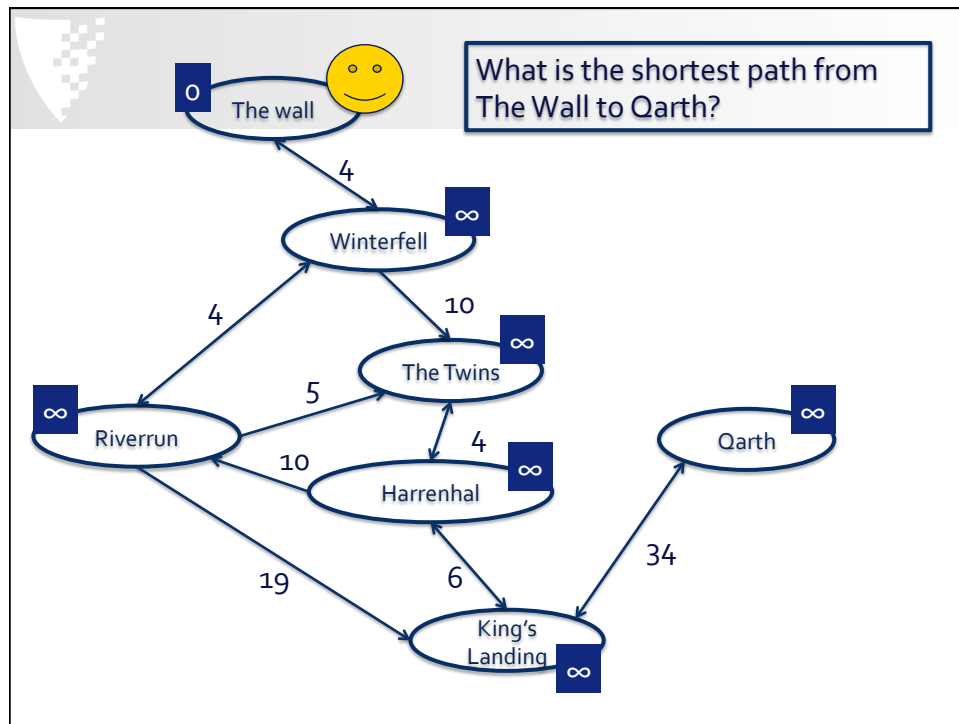 What is the shortest path from
The Wall to Qarth?
0
The wall
4
∞
Winterfell
4
10
∞
The Twins
∞
Riverrun
5
∞
Qarth
4
10
∞
Harrenhal
34
19
6
King's
Landing
∞